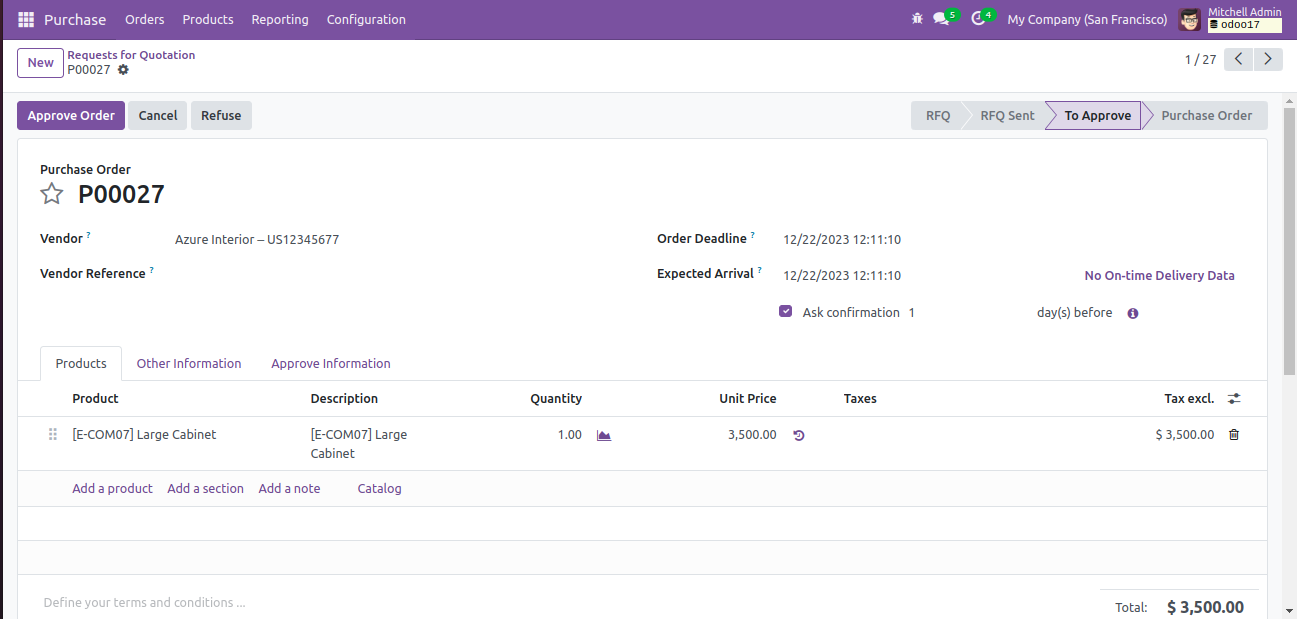 Purchase Orders Products Reporting Configuration 5 4 My Company (San Francisco) Mitchell Admin
odoo17
New Requests for Quotation
P00027
1 / 27
Approve Order Cancel Refuse RFQ RFQ Sent To Approve Purchase Order
Purchase Order
P00027
Vendor ? Azure Interior – US12345677 Order Deadline ? 12/22/2023 12:11:10
Vendor Reference ? Expected Arrival ? 12/22/2023 12:11:10 No On-time Delivery Data
Ask confirmation 1 day(s) before
Products Other Information Approve Information
Product Description Quantity Unit Price Taxes Tax excl.
[E-COM07] Large Cabinet [E-COM07] Large 1.00 3,500.00 $ 3,500.00
Cabinet
Add a product Add a section Add a note Catalog
Define your terms and conditions ...
Total: $ 3,500.00